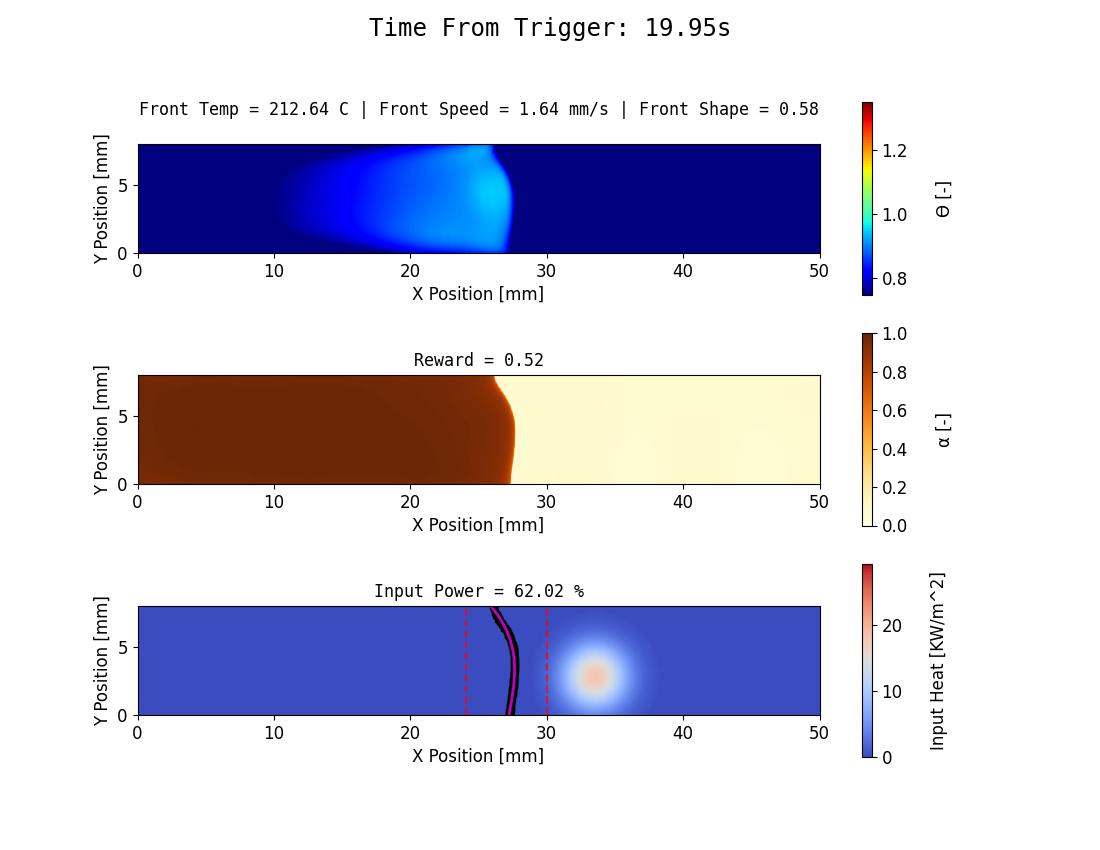 Time From Trigger: 19.95s
Front Temp = 212.64 C | Front Speed = 1.64 mm/s | Front Shape = 0.58
Y Position [mm]
5
0
0 10 20 30 40 50
X Position [mm]
1.2
1.0
0.8
Θ [-]
Reward = 0.52
Y Position [mm]
5
0
0 10 20 30 40 50
X Position [mm]
1.0
0.8
0.6
0.4
0.2
0.0
α [-]
Input Power = 62.02 %
Y Position [mm]
5
0
0 10 20 30 40 50
X Position [mm]
20
10
0
Input Heat [KW/m^2]